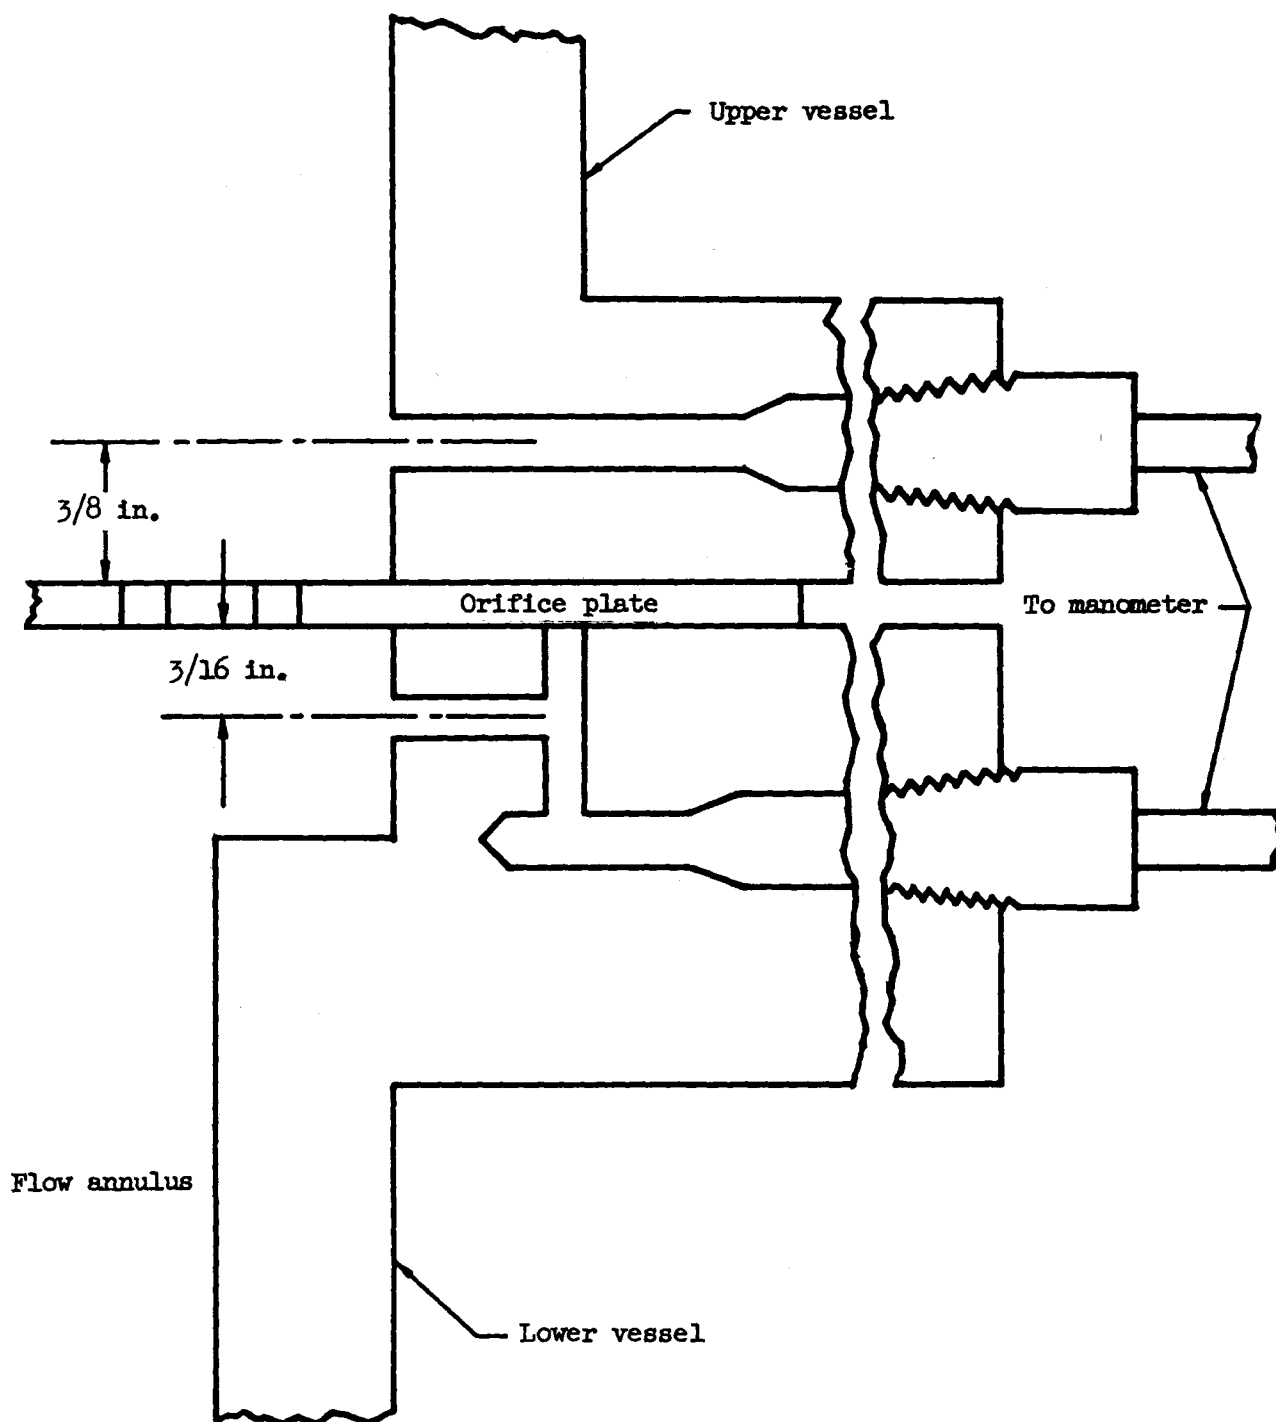 Upper vessel
3/8 in.
Orifice plate
To manometer
3/16 in.
Flow annulus
Lower vessel